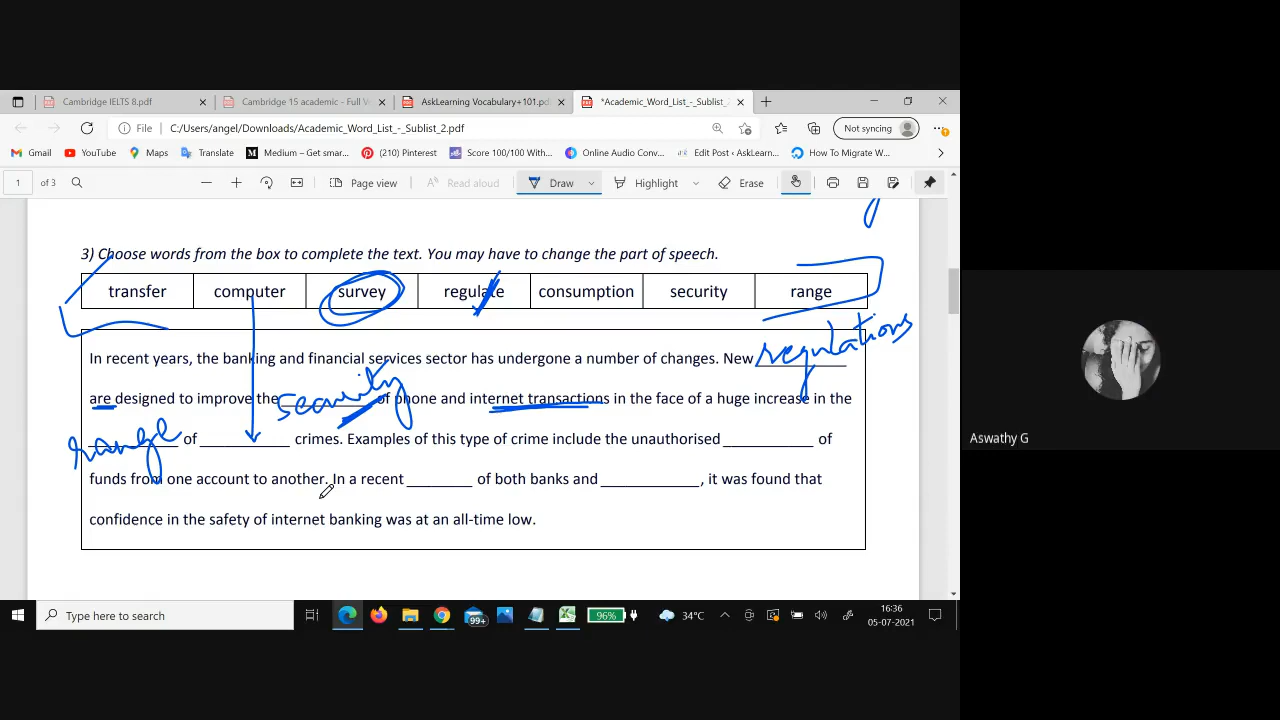 Cambridge IELTS 8.pdf
Cambridge 15 academic - Full V
AskLearning Vocabulary+101.pd
*Academic_Word_List_-_Sublist_2
File C:/Users/angel/Downloads/Academic_Word_List_-_Sublist_2.pdf Not syncing
Gmail YouTube Maps Translate Medium – Get smar... (210) Pinterest Score 100/100 With... Online Audio Conv... Edit Post ‹ AskLearn... How To Migrate W...
1 of 3 Page view Read aloud Draw Highlight Erase
3) Choose words from the box to complete the text. You may have to change the part of speech.
transfer computer survey regulate consumption security range
In recent years, the banking and financial services sector has undergone a number of changes. New regulations
are designed to improve the security of phone and internet transactions in the face of a huge increase in the
range of __________ crimes. Examples of this type of crime include the unauthorised __________ of
funds from one account to another. In a recent _______ of both banks and ___________, it was found that
confidence in the safety of internet banking was at an all-time low.
Aswathy G
Type here to search 99+ 96% 34°C 16:36
05-07-2021